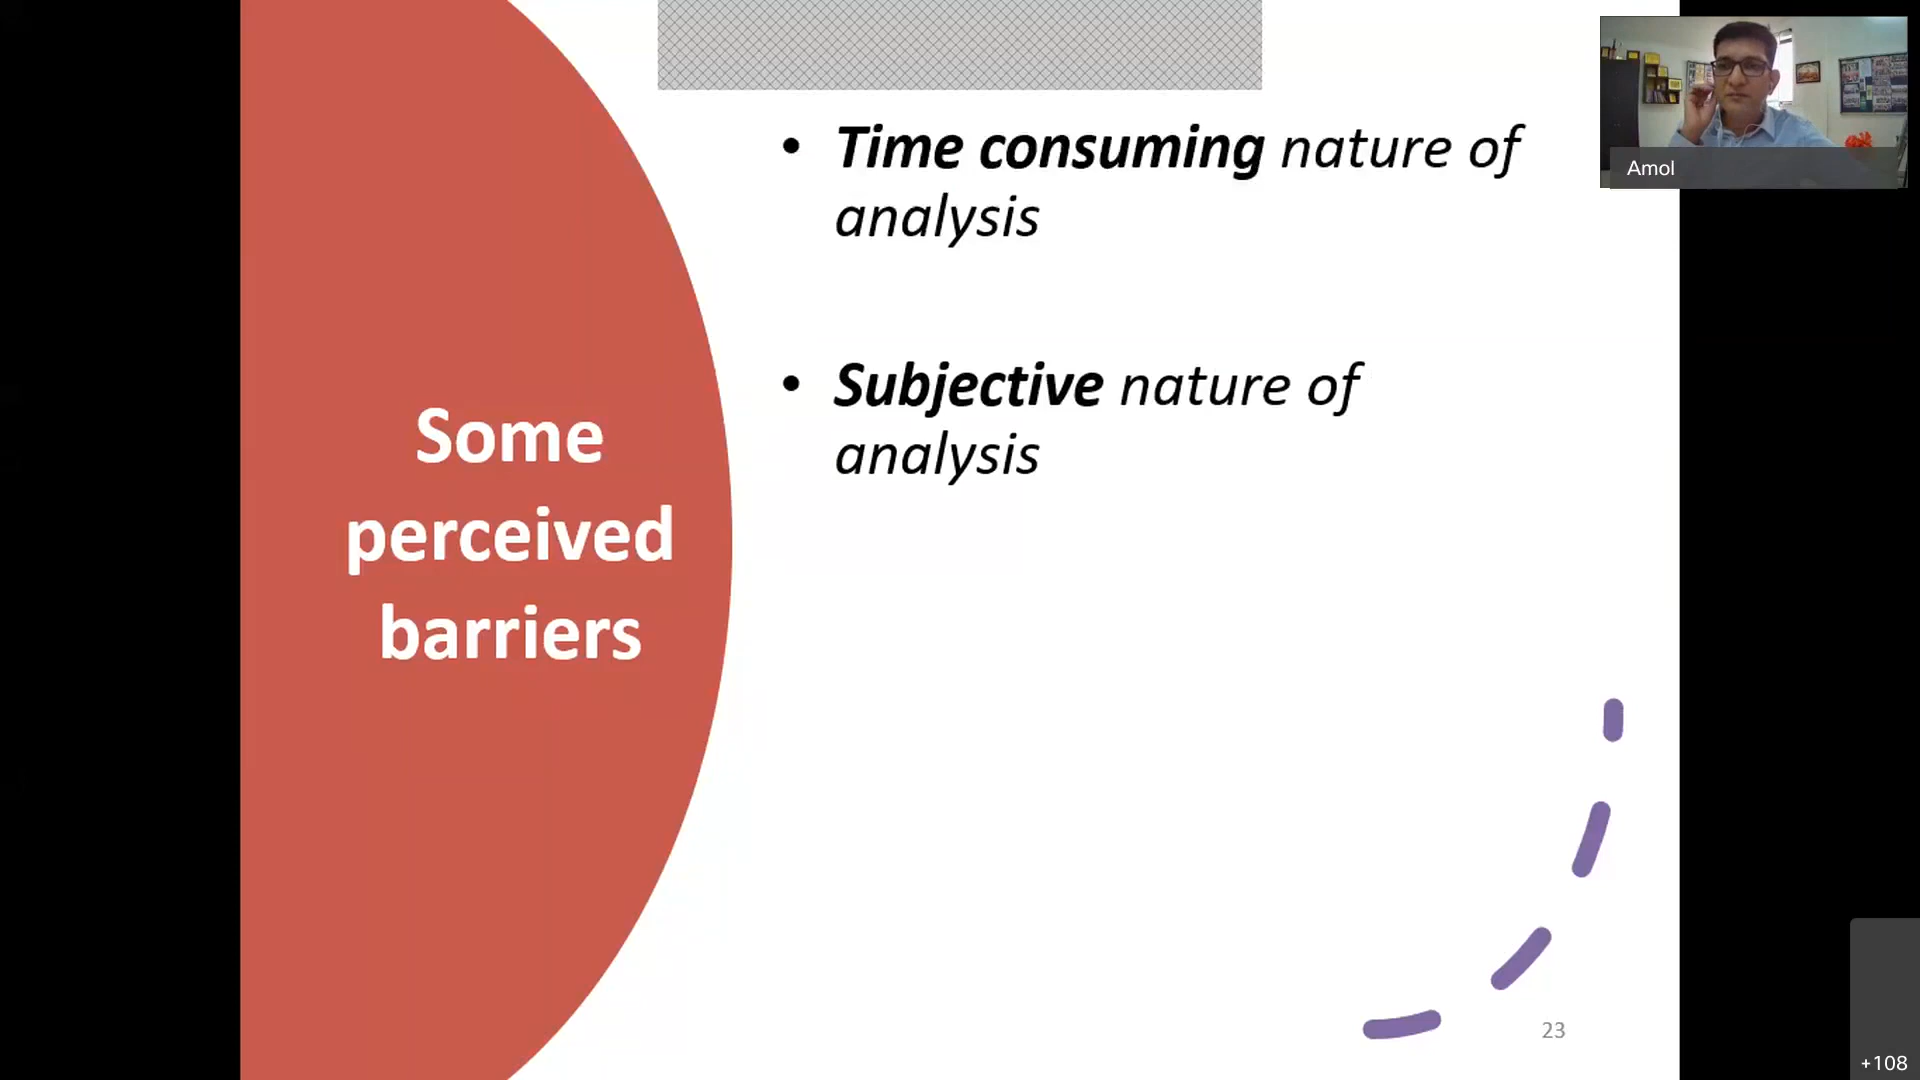 Some
perceived
barriers
• Time consuming nature of
analysis
• Subjective nature of
analysis
23
Amol
+108